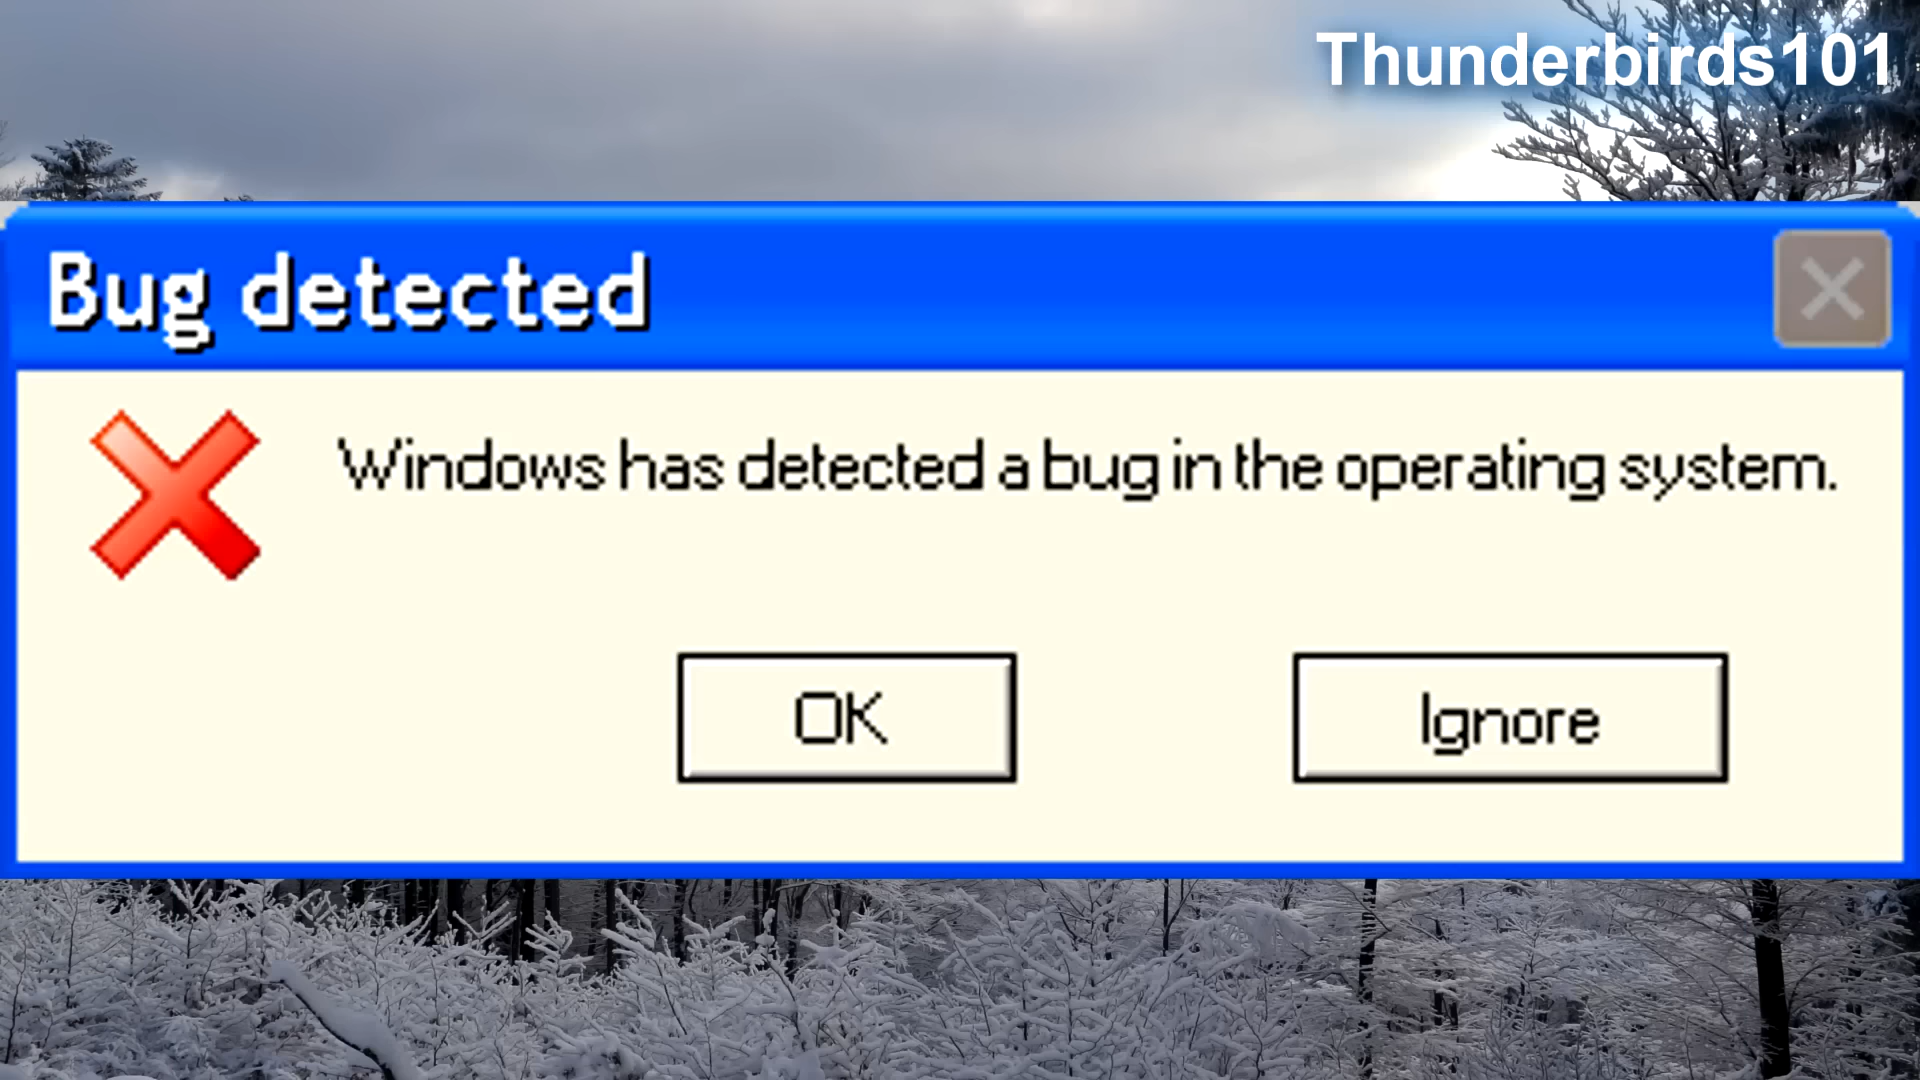 Thunderbirds101
Bug detected
Windows has detected a bug in the operating system.
OK
Ignore